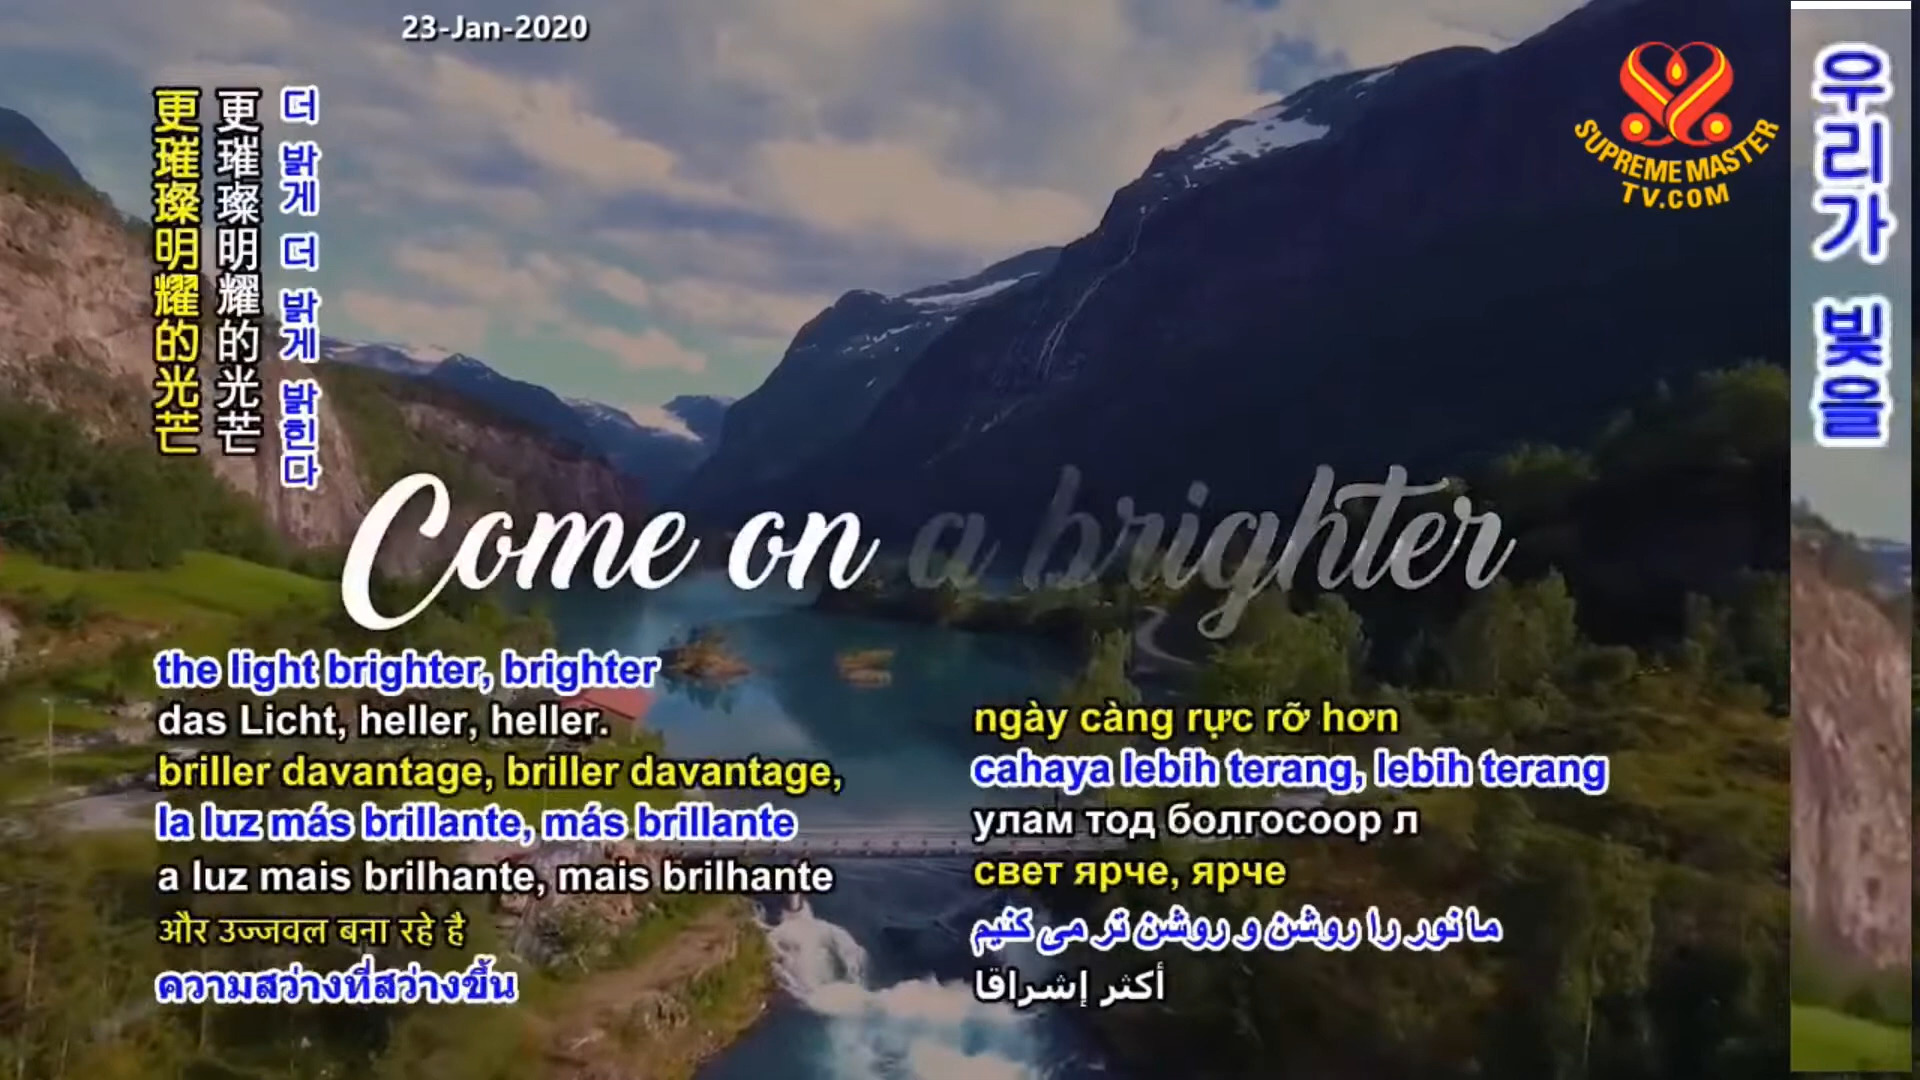 23-Jan-2020
SUPREME MASTER
TV.COM
우리가 빛을
더 밝게 더 밝게 밝힌다
更璀璨明耀的光芒
更璀璨明耀的光芒
Come on a brighter
the light brighter, brighter
das Licht, heller, heller.
briller davantage, briller davantage,
la luz más brillante, más brillante
a luz mais brilhante, mais brilhante
और उज्जवल बना रहे है
ความสว่างที่สว่างขึ้น
ngày càng rực rỡ hơn
cahaya lebih terang, lebih terang
улам тод болгосоор л
свет ярче, ярче
ما نور را روشن و روشن تر می کنیم
أكثر إشراقا